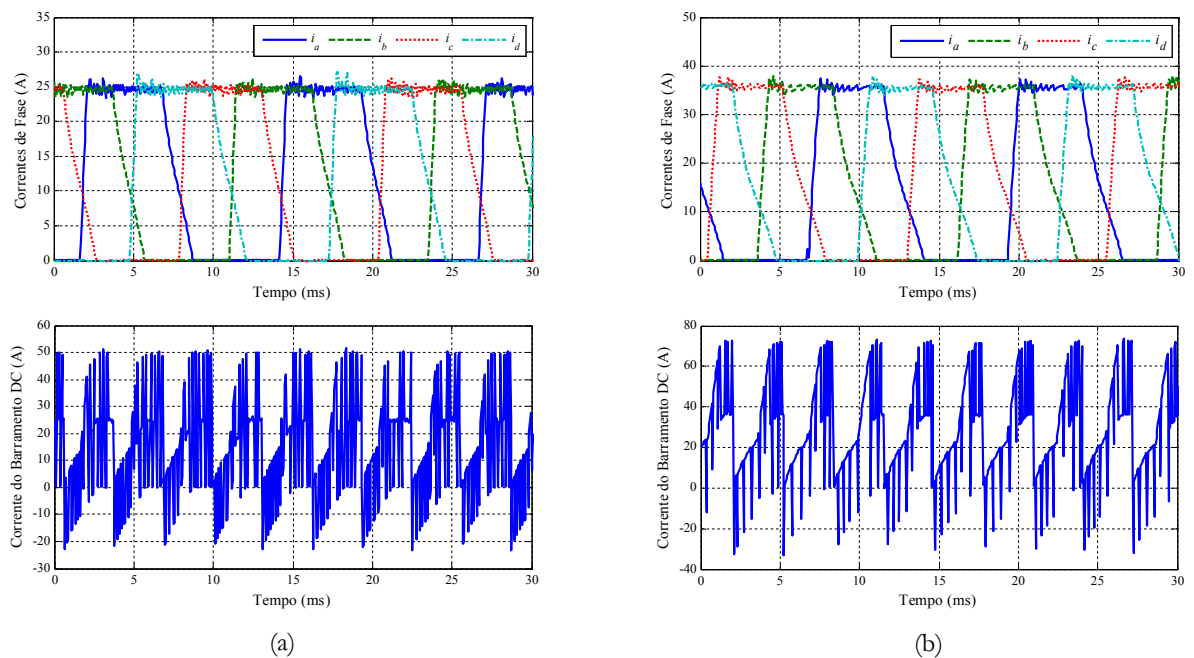 Correntes de Fase (A)
35
30
25
20
15
10
5
0
i_a i_b i_c i_d
0 5 10 15 20 25 30
Tempo (ms)
Corrente do Barramento DC (A)
60
50
40
30
20
10
0
-10
-20
-30
0 5 10 15 20 25 30
Tempo (ms)
(a)
Correntes de Fase (A)
50
40
30
20
10
0
i_a i_b i_c i_d
0 5 10 15 20 25 30
Tempo (ms)
Corrente do Barramento DC (A)
80
60
40
20
0
-20
-40
0 5 10 15 20 25 30
Tempo (ms)
(b)